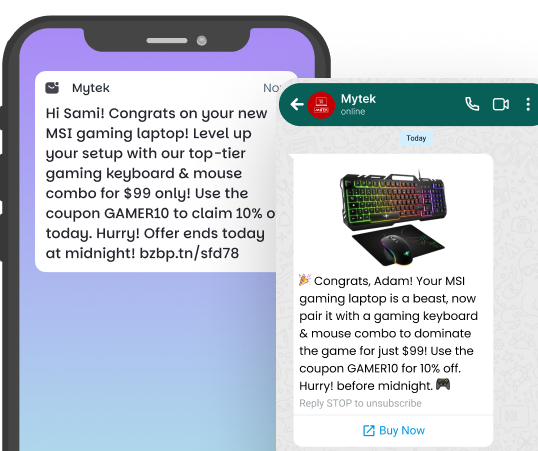 Mytek
Hi Sami! Congrats on your new
MSI gaming laptop! Level up
your setup with our top-tier
gaming keyboard & mouse
combo for $99 only! Use the
coupon GAMER10 to claim 10%
today. Hurry! Offer ends today
at midnight! bzbp.tn/sfd78
Mytek
online
Today
🎉 Congrats, Adam! Your MSI
gaming laptop is a beast, now
pair it with a gaming keyboard
& mouse combo to dominate
the game for just $99! Use the
coupon GAMER10 for 10% off.
Hurry! before midnight. 🎮
Reply STOP to unsubscribe
Buy Now